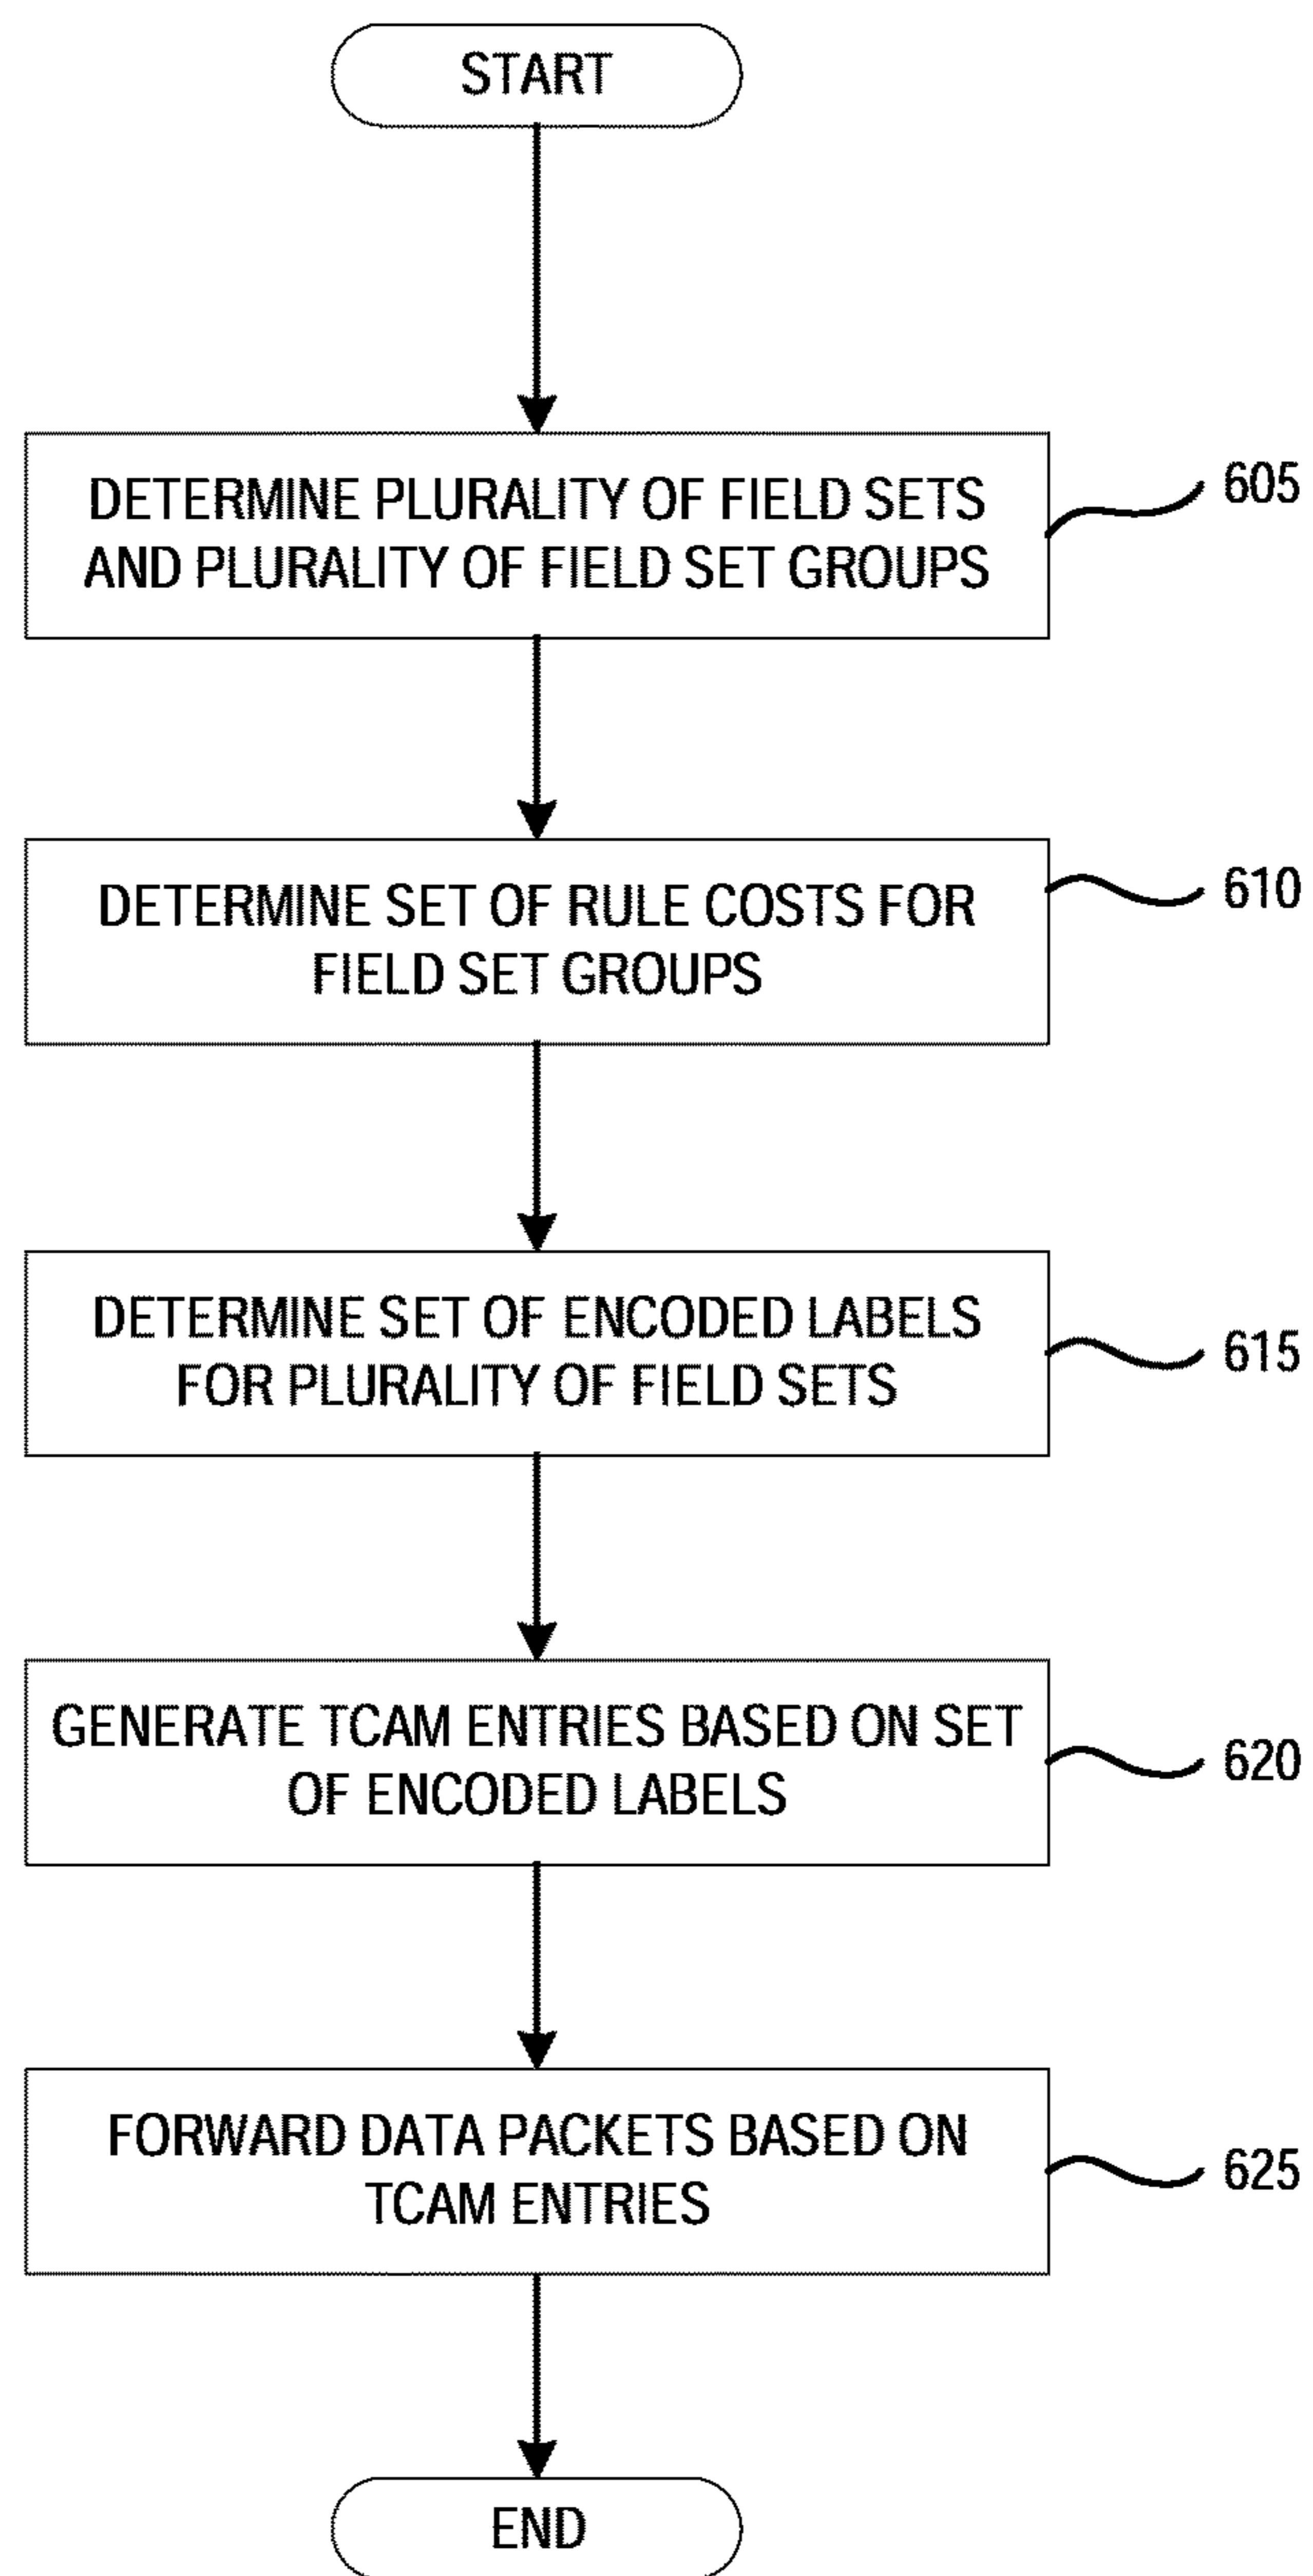 START
DETERMINE PLURALITY OF FIELD SETS
AND PLURALITY OF FIELD SET GROUPS
605
DETERMINE SET OF RULE COSTS FOR
FIELD SET GROUPS
610
DETERMINE SET OF ENCODED LABELS
FOR PLURALITY OF FIELD SETS
615
GENERATE TCAM ENTRIES BASED ON SET
OF ENCODED LABELS
620
FORWARD DATA PACKETS BASED ON
TCAM ENTRIES
625
END